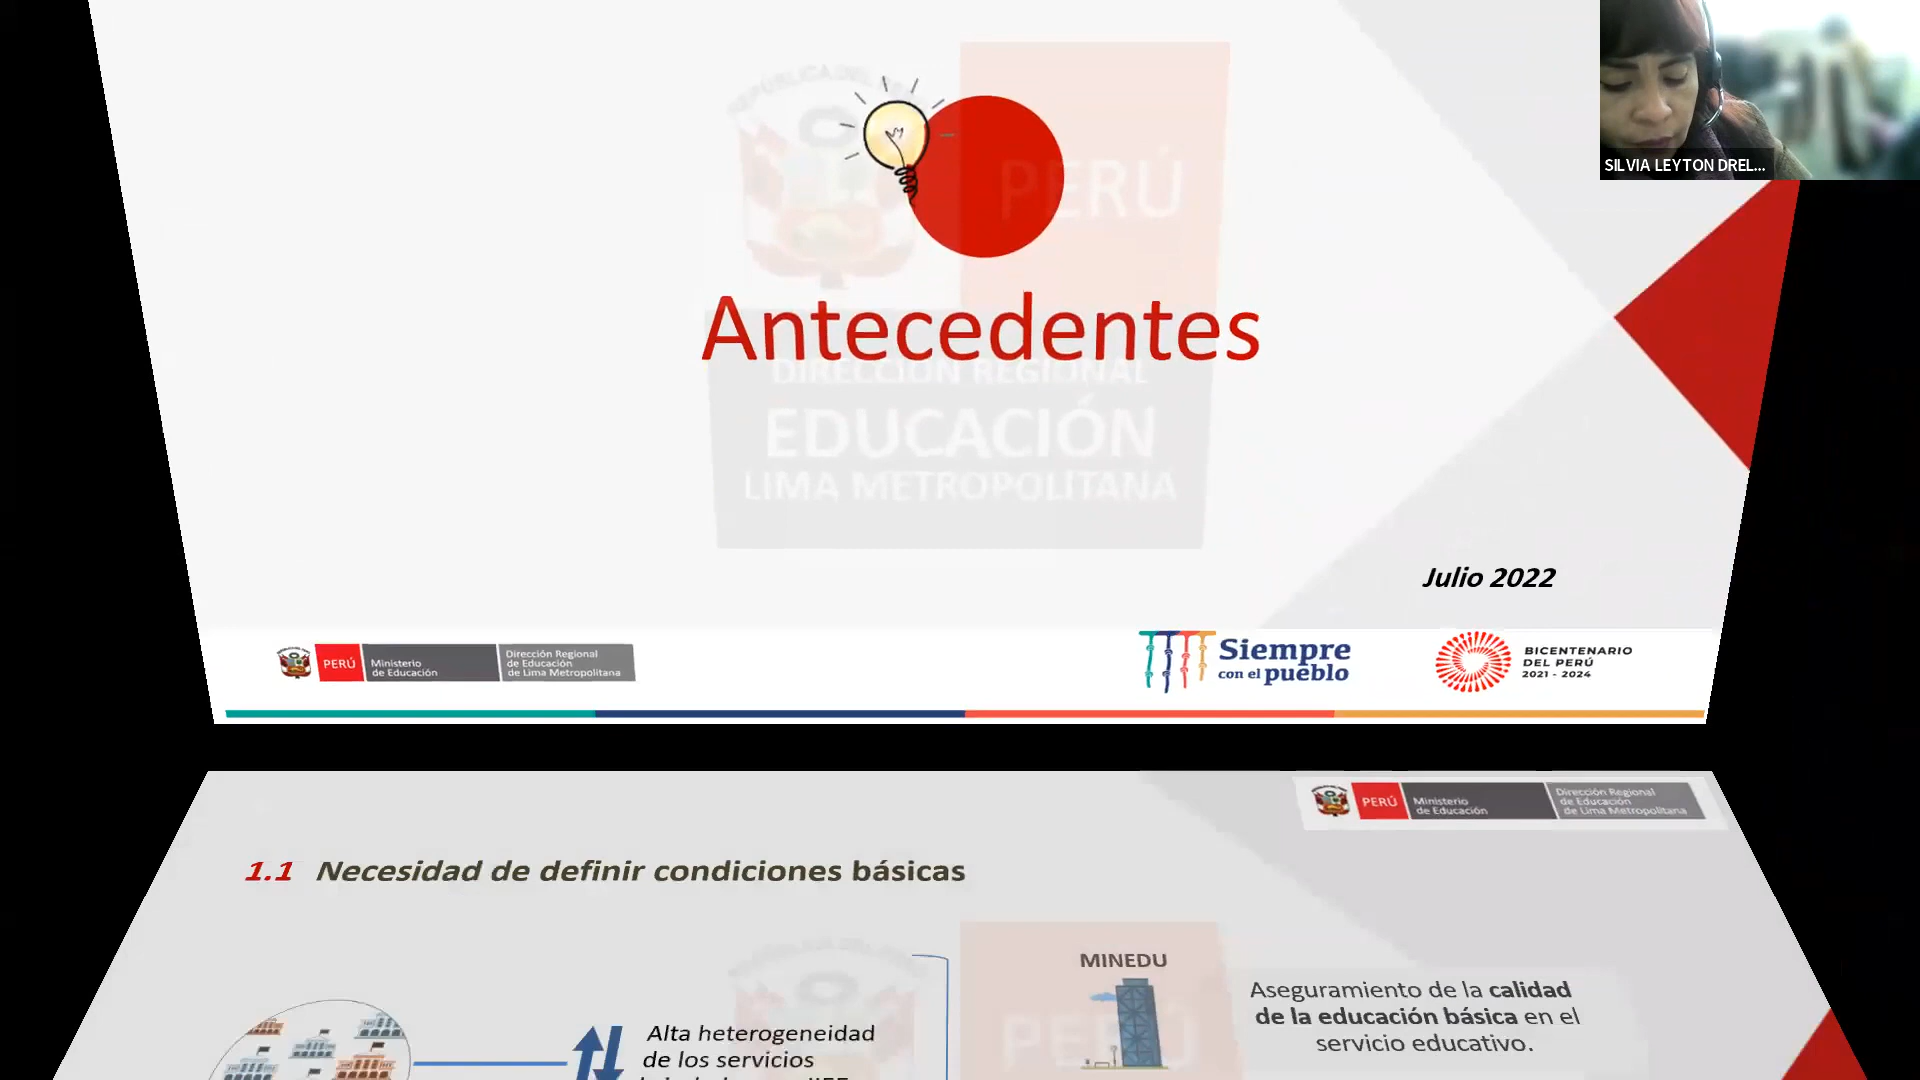 SILVIA LEYTON DREL...
REPÚBLICA DEL
PERÚ
Antecedentes
DIRECCIÓN REGIONAL
EDUCACIÓN
LIMA METROPOLITANA
Julio 2022
PERÚ
Ministerio
de Educación
Dirección Regional
de Educación
de Lima Metropolitana
Siempre
con el pueblo
BICENTENARIO
DEL PERÚ
2021 - 2024
PERÚ
Ministerio
de Educación
Dirección Regional
de Educación
de Lima Metropolitana
1.1 Necesidad de definir condiciones básicas
MINEDU
Aseguramiento de la calidad
de la educación básica en el
servicio educativo.
Alta heterogeneidad
de los servicios
PERÚ